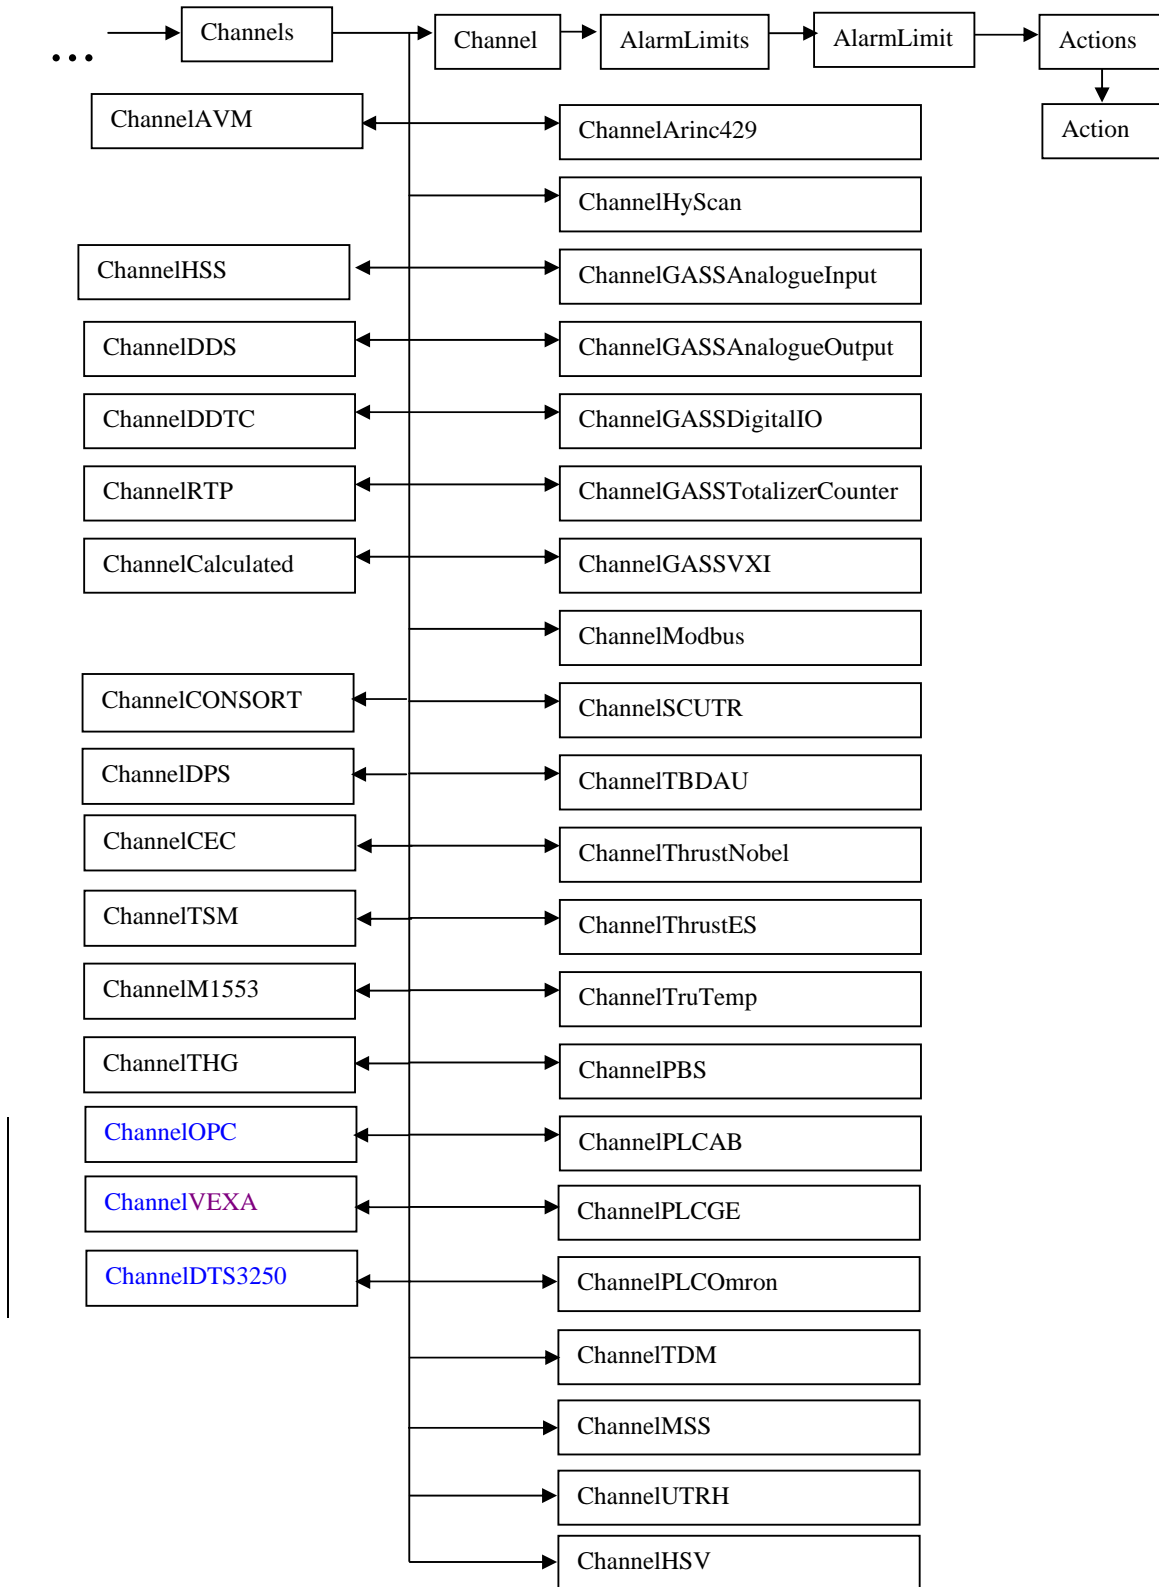 ...
Channels
Channel
AlarmLimits
AlarmLimit
Actions
ChannelAVM
ChannelArinc429
Action
ChannelHyScan
ChannelHSS
ChannelGASSAnalogueInput
ChannelDDS
ChannelGASSAnalogueOutput
ChannelDDTC
ChannelGASSDigitalIO
ChannelRTP
ChannelGASSTotalizerCounter
ChannelCalculated
ChannelGASSVXI
ChannelModbus
ChannelCONSORT
ChannelSCUTR
ChannelDPS
ChannelTBDAU
ChannelCEC
ChannelThrustNobel
ChannelTSM
ChannelThrustES
ChannelM1553
ChannelTruTemp
ChannelTHG
ChannelPBS
ChannelOPC
ChannelPLCAB
ChannelVEXA
ChannelPLCGE
ChannelDTS3250
ChannelPLCOmron
ChannelTDM
ChannelMSS
ChannelUTRH
ChannelHSV